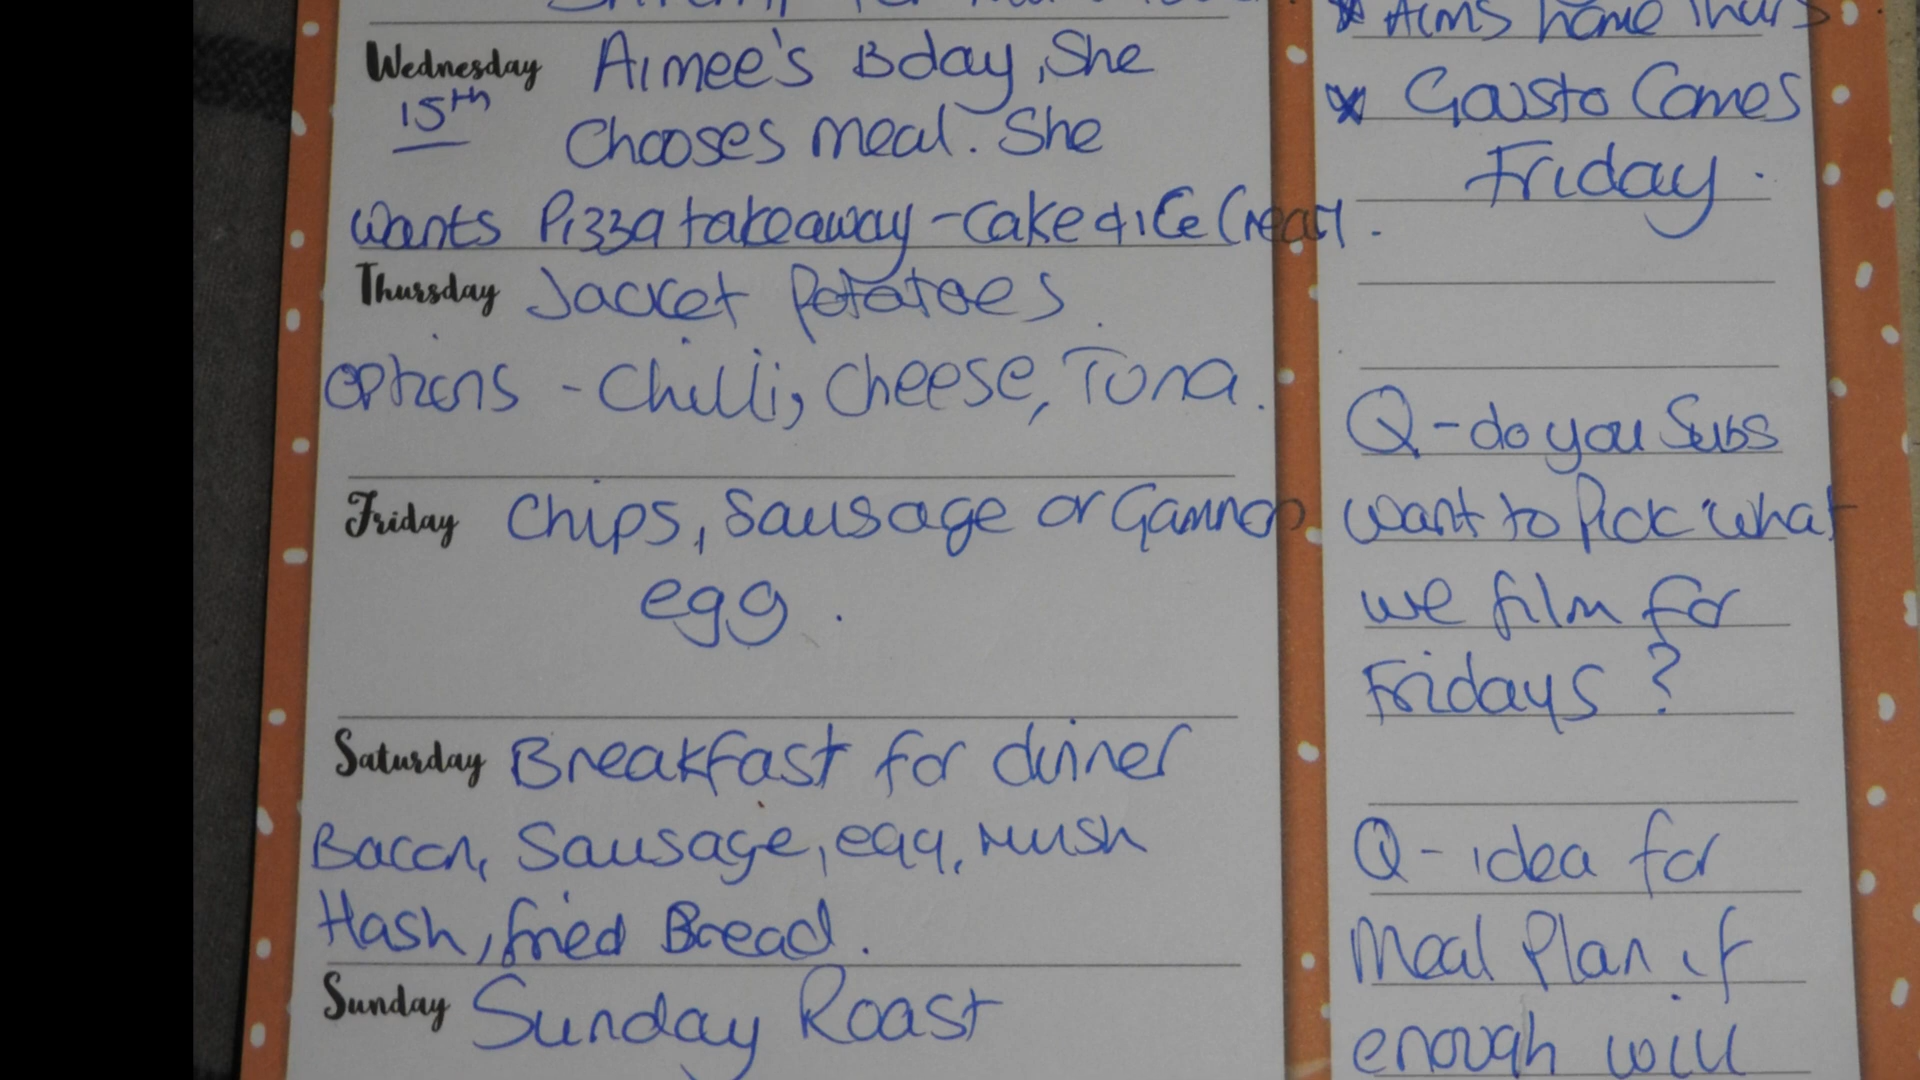 Wednesday Aimee's Bday, She
15th Chooses meal. She
wants Pizza takeaway - cake & ice Cream.
Thursday Jacket Potatoes.
options - Chilli, Cheese, Tuna.
Friday Chips, Sausage or Gammon
egg.
Saturday Breakfast for dinner
Bacon, Sausage, egg, Mush
Hash, fried Bread.
Sunday Sunday Roast
* home Thurs
* Gousto Comes
Friday.
Q - do you Subs
want to Pick what
we film for
Fridays?
Q - idea for
Meal Plan if
enough will